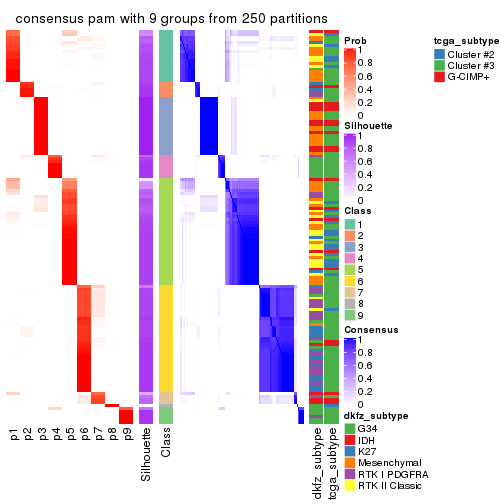 consensus pam with 9 groups from 250 partitions
p1
p2
p3
p4
p5
p6
p7
p8
p9
Silhouette
Class
dkfz_subtype
tcga_subtype
Prob
1
0.8
0.6
0.4
0.2
0
Silhouette
1
0.8
0.6
0.4
0.2
0
Class
1
2
3
4
5
6
7
8
9
Consensus
1
0.8
0.6
0.4
0.2
0
dkfz_subtype
G34
IDH
K27
Mesenchymal
RTK I PDGFRA
RTK II Classic
tcga_subtype
Cluster #2
Cluster #3
G-CIMP+